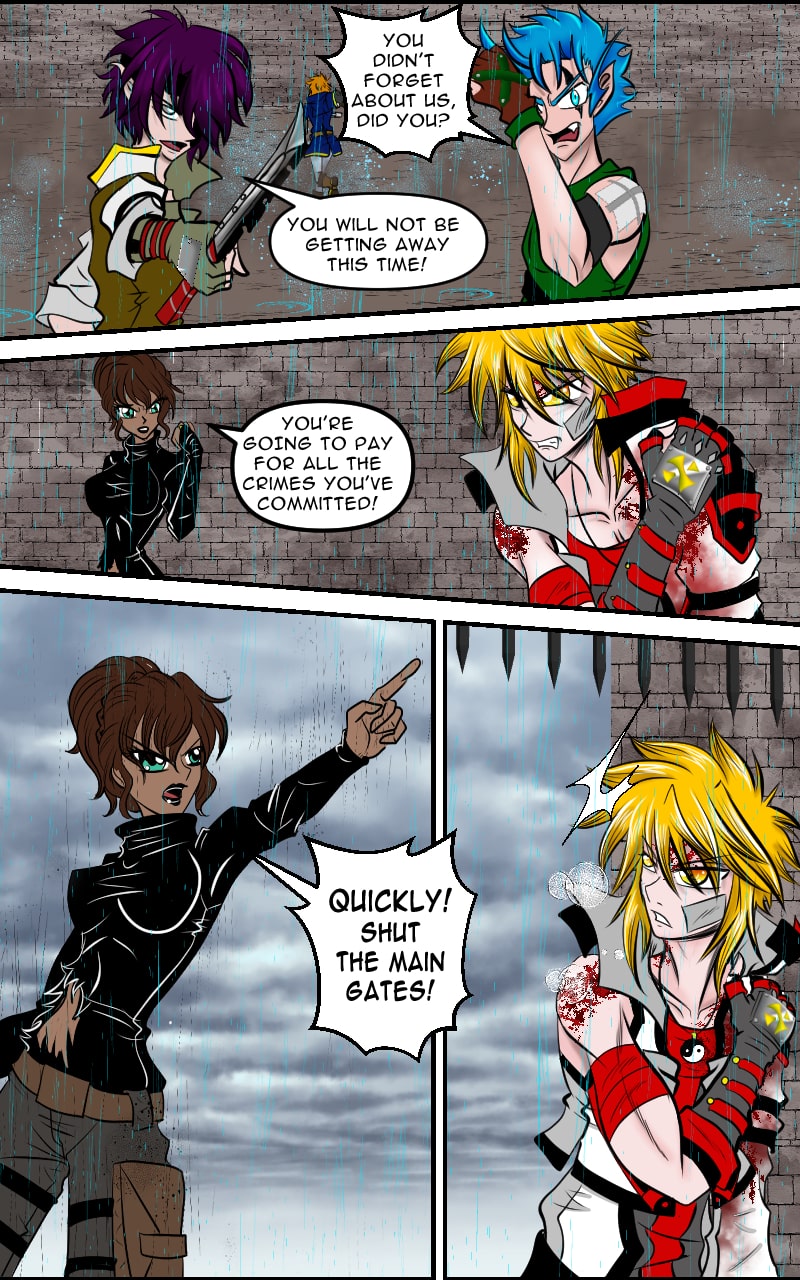 YOU
DIDN'T
FORGET
ABOUT US,
DID YOU?
YOU WILL NOT BE
GETTING AWAY
THIS TIME!
YOU'RE
GOING TO PAY
FOR ALL THE
CRIMES YOU'VE
COMMITTED!
QUICKLY!
SHUT
THE MAIN
GATES!